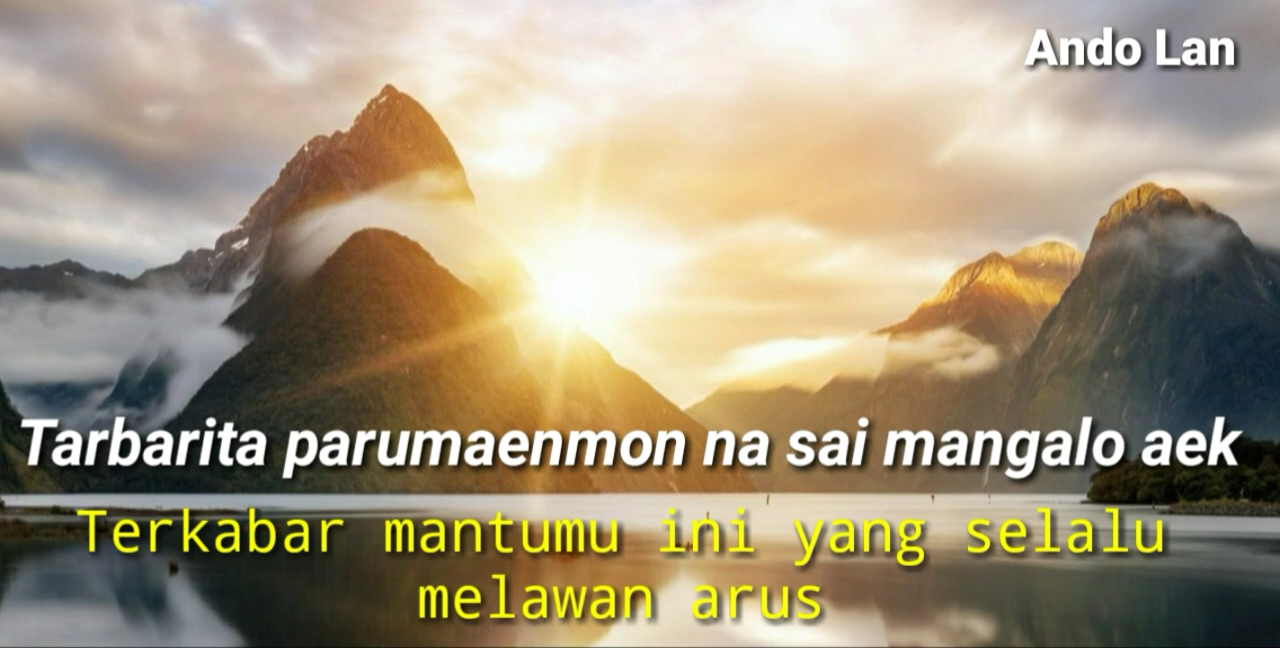 Ando Lan
Tarbarita parumaenmon na sai mangalo aek
Terkabar mantumu ini yang selalu
melawan arus